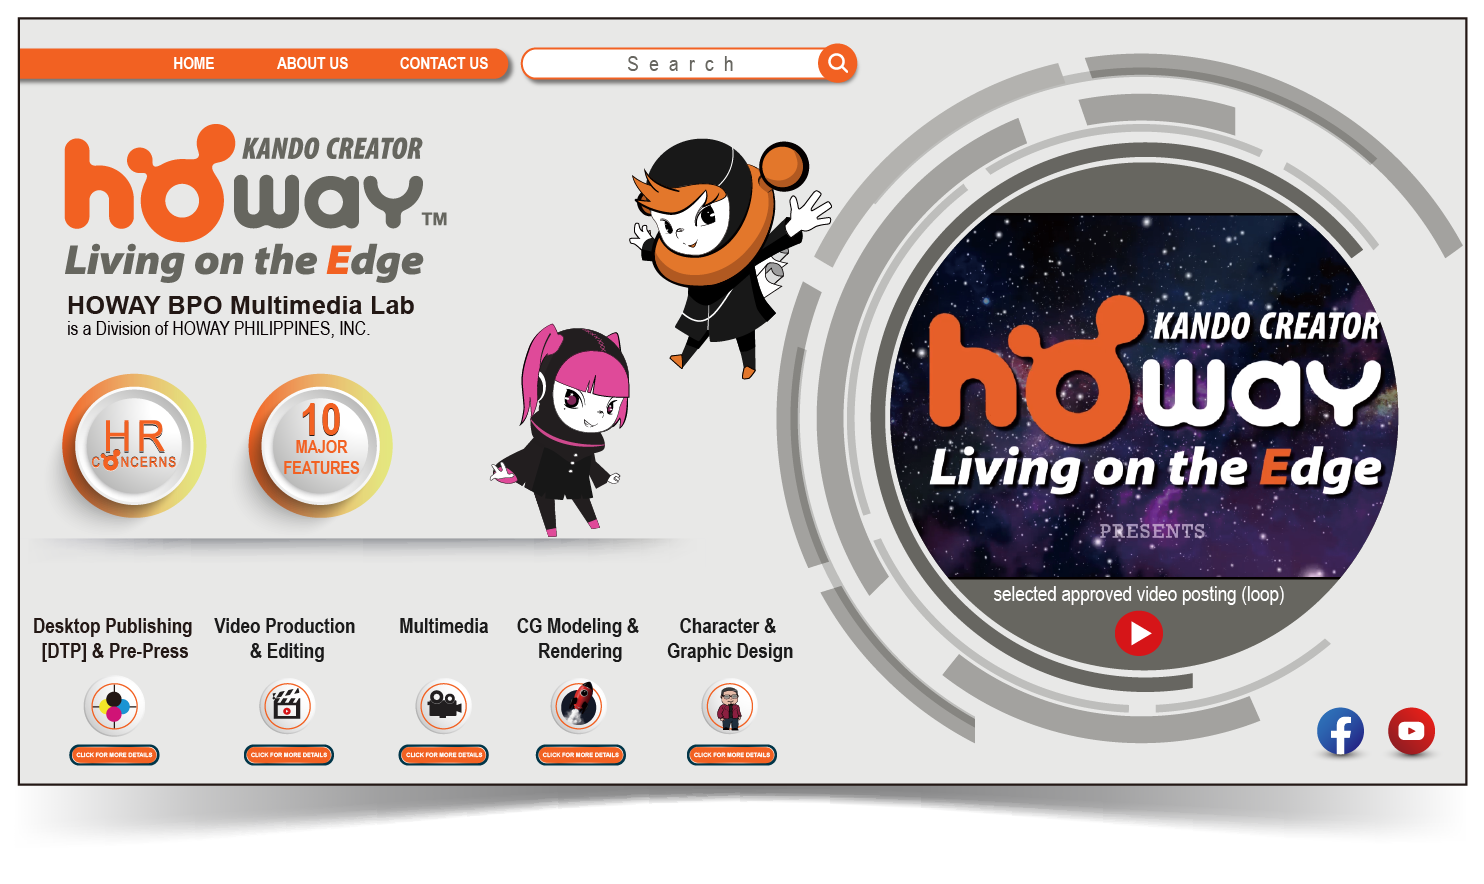 HOME ABOUT US CONTACT US
Search
KANDO CREATOR
howay™
Living on the Edge
HOWAY BPO Multimedia Lab
is a Division of HOWAY PHILIPPINES, INC.
HR
CONCERNS
10
MAJOR
FEATURES
KANDO CREATOR
howay
Living on the Edge
PRESENTS
selected approved video posting (loop)
Desktop Publishing
[DTP] & Pre-Press
CLICK FOR MORE DETAILS
Video Production
& Editing
CLICK FOR MORE DETAILS
Multimedia
CLICK FOR MORE DETAILS
CG Modeling &
Rendering
CLICK FOR MORE DETAILS
Character &
Graphic Design
CLICK FOR MORE DETAILS